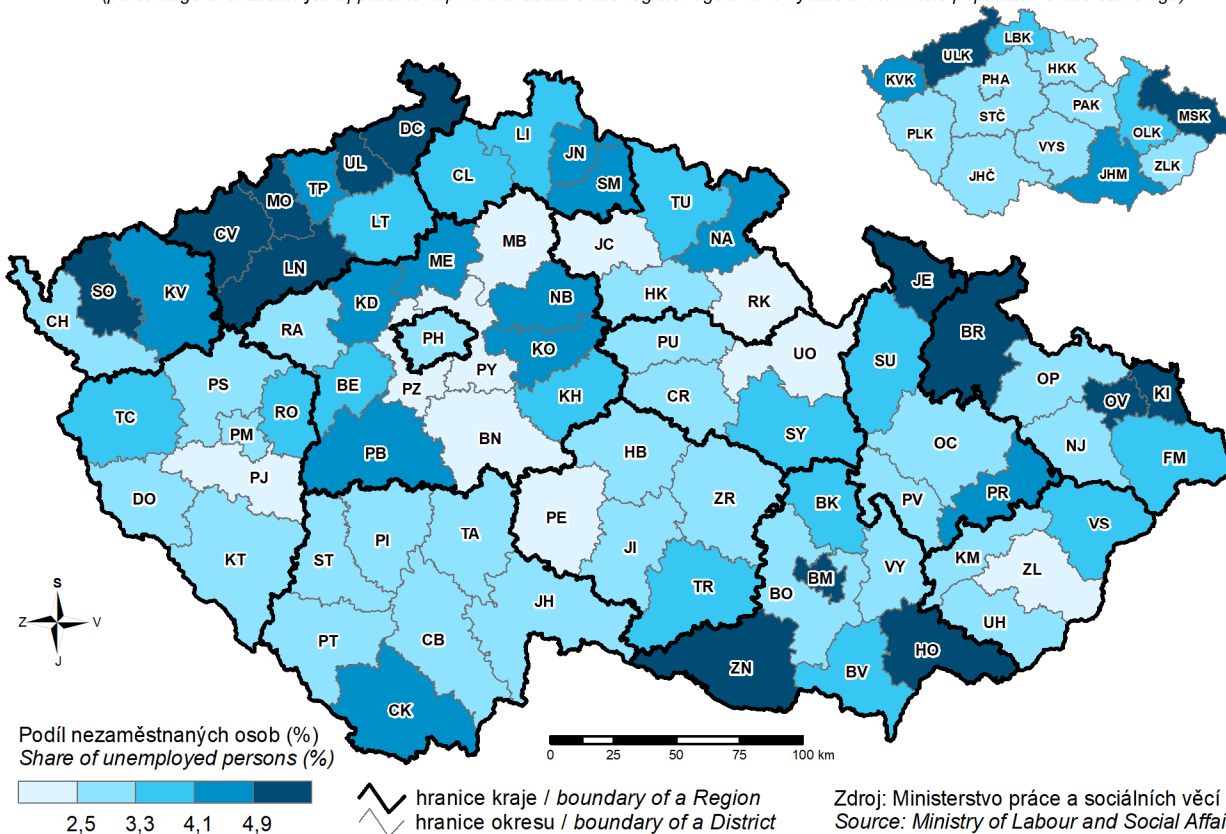 ULK
LBK
HKK
KVK
PHA
PAK
STČ
MSK
PLK
OLK
VYS
ZLK
JHČ
JHM
DC
LI
UL
JN
CL
SM
TP
MO
LT
TU
CV
MB
JC
NA
LN
ME
SO
KV
KD
NB
HK
RK
JE
CH
RA
PH
KO
PU
UO
SU
BR
PS
BE
PZ
PY
KH
CR
OP
OV
KI
TC
RO
PM
PB
BN
SY
OC
NJ
FM
PJ
HB
DO
PE
ZR
BK
PV
PR
VS
KT
ST
PI
TA
JI
BM
VY
KM
ZL
TR
BO
JH
UH
PT
CB
ZN
BV
HO
CK
S
Z V
J
Podíl nezaměstnaných osob (%)
Share of unemployed persons (%)
2,5 3,3 4,1 4,9
0 25 50 75 100 km
hranice kraje / boundary of a Region
hranice okresu / boundary of a District
Zdroj: Ministerstvo práce a sociálních věcí
Source: Ministry of Labour and Social Affair